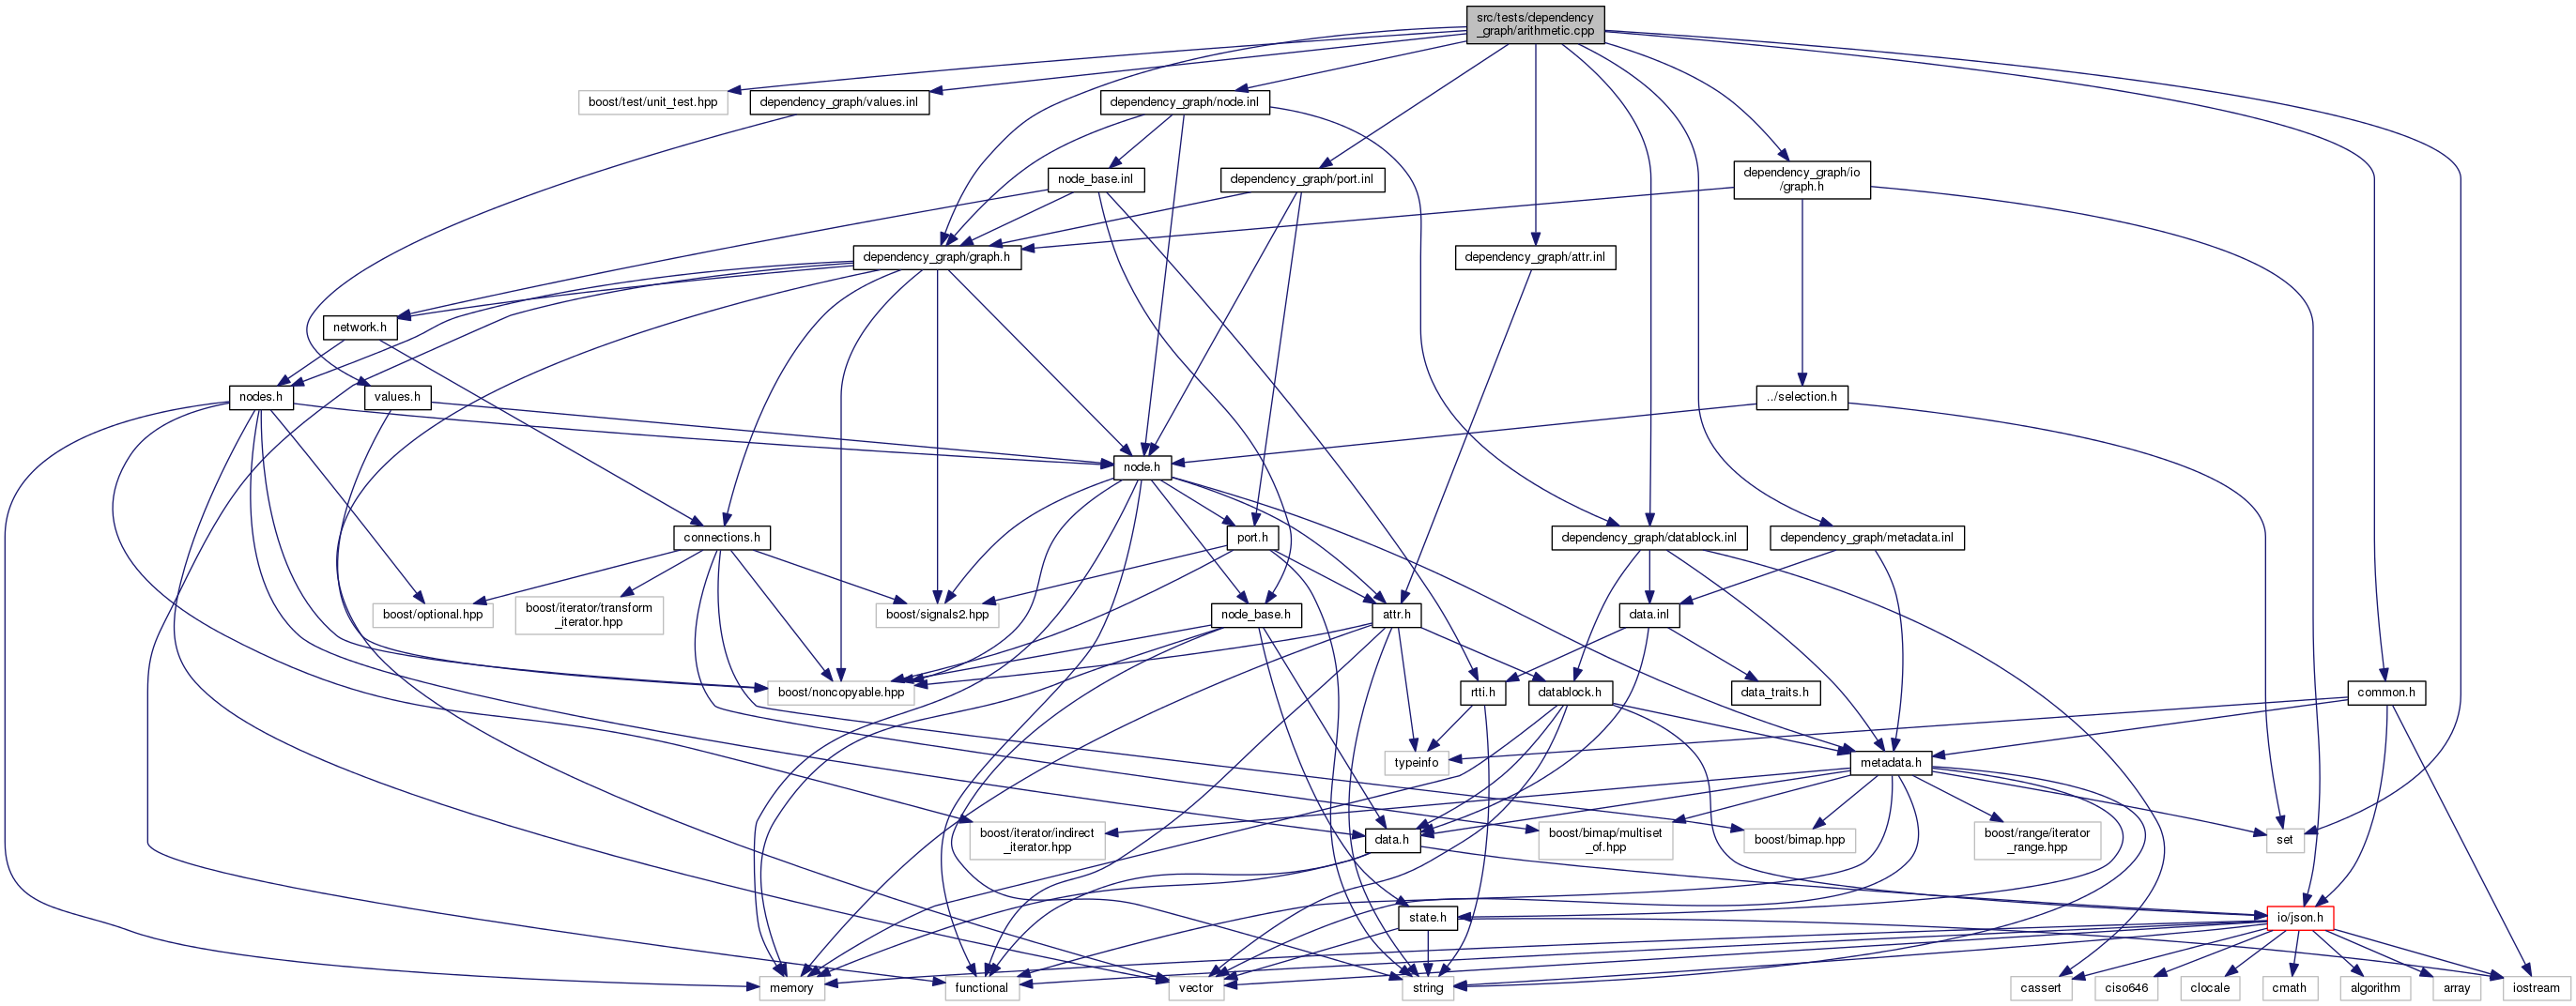 src/tests/dependency
_graph/arithmetic.cpp
boost/test/unit_test.hpp
dependency_graph/values.inl
dependency_graph/node.inl
node_base.inl
dependency_graph/port.inl
dependency_graph/io
/graph.h
dependency_graph/graph.h
dependency_graph/attr.inl
network.h
nodes.h
values.h
../selection.h
node.h
connections.h
port.h
dependency_graph/datablock.inl
dependency_graph/metadata.inl
boost/optional.hpp
boost/iterator/transform
_iterator.hpp
boost/signals2.hpp
node_base.h
attr.h
data.inl
boost/noncopyable.hpp
rtti.h
datablock.h
data_traits.h
common.h
typeinfo
metadata.h
boost/iterator/indirect
_iterator.hpp
data.h
boost/bimap/multiset
_of.hpp
boost/bimap.hpp
boost/range/iterator
_range.hpp
set
state.h
io/json.h
memory
functional
vector
string
cassert
ciso646
clocale
cmath
algorithm
array
iostream